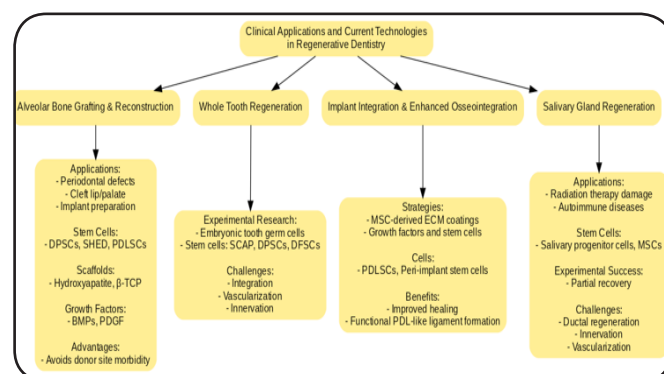 Clinical Applications and Current Technologies
in Regenerative Dentistry
Alveolar Bone Grafting & Reconstruction
Whole Tooth Regeneration
Implant Integration & Enhanced Osseointegration
Salivary Gland Regeneration
Applications:
- Periodontal defects
- Cleft lip/palate
- Implant preparation
Stem Cells:
- DPSCs, SHED, PDLSCs
Scaffolds:
- Hydroxyapatite, β-TCP
Growth Factors:
- BMPs, PDGF
Advantages:
- Avoids donor site morbidity
Experimental Research:
- Embryonic tooth germ cells
- Stem cells: SCAP, DPSCs, DFSCs
Challenges:
- Integration
- Vascularization
- Innervation
Strategies:
- MSC-derived ECM coatings
- Growth factors and stem cells
Cells:
- PDLSCs, Peri-implant stem cells
Benefits:
- Improved healing
- Functional PDL-like ligament formation
Applications:
- Radiation therapy damage
- Autoimmune diseases
Stem Cells:
- Salivary progenitor cells, MSCs
Experimental Success:
- Partial recovery
Challenges:
- Ductal regeneration
- Innervation
- Vascularization